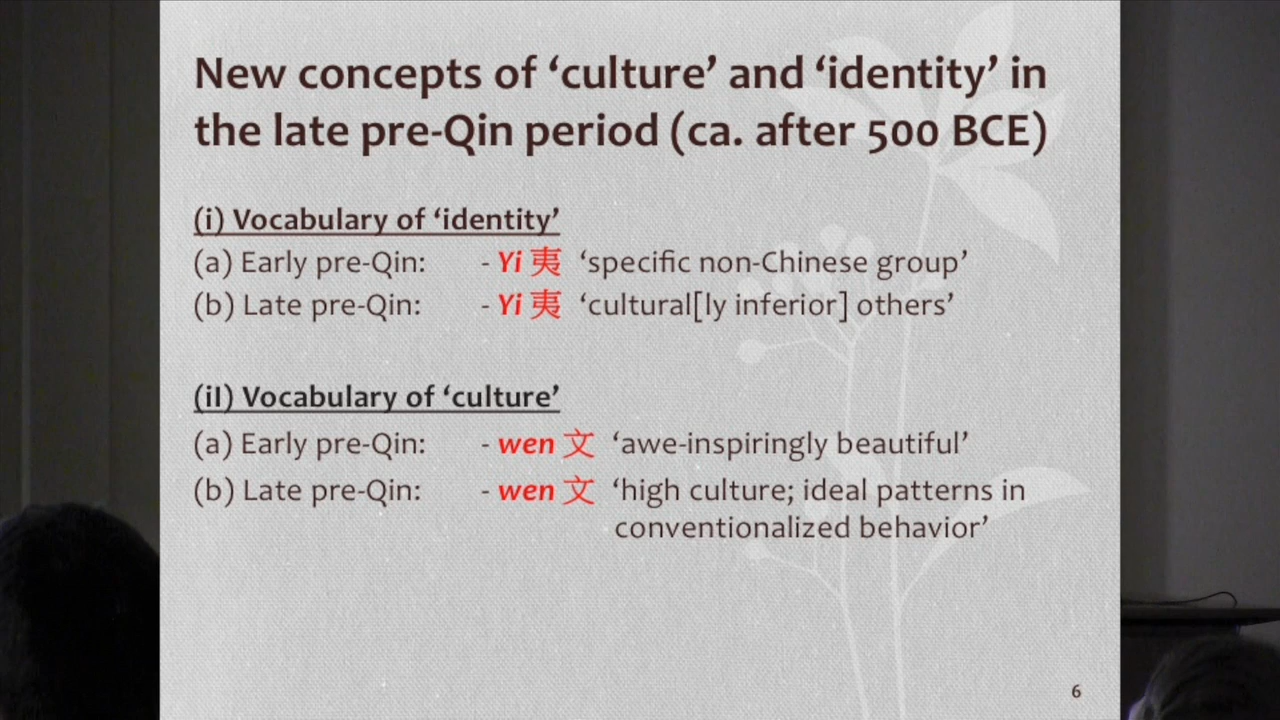 New concepts of ‘culture’ and ‘identity’ in
the late pre-Qin period (ca. after 500 BCE)
(i) Vocabulary of ‘identity’
(a) Early pre-Qin: - Yi 夷 ‘specific non-Chinese group’
(b) Late pre-Qin: - Yi 夷 ‘cultural[ly inferior] others’
(iI) Vocabulary of ‘culture’
(a) Early pre-Qin: - wen 文 ‘awe-inspiringly beautiful’
(b) Late pre-Qin: - wen 文 ‘high culture; ideal patterns in
conventionalized behavior’
6